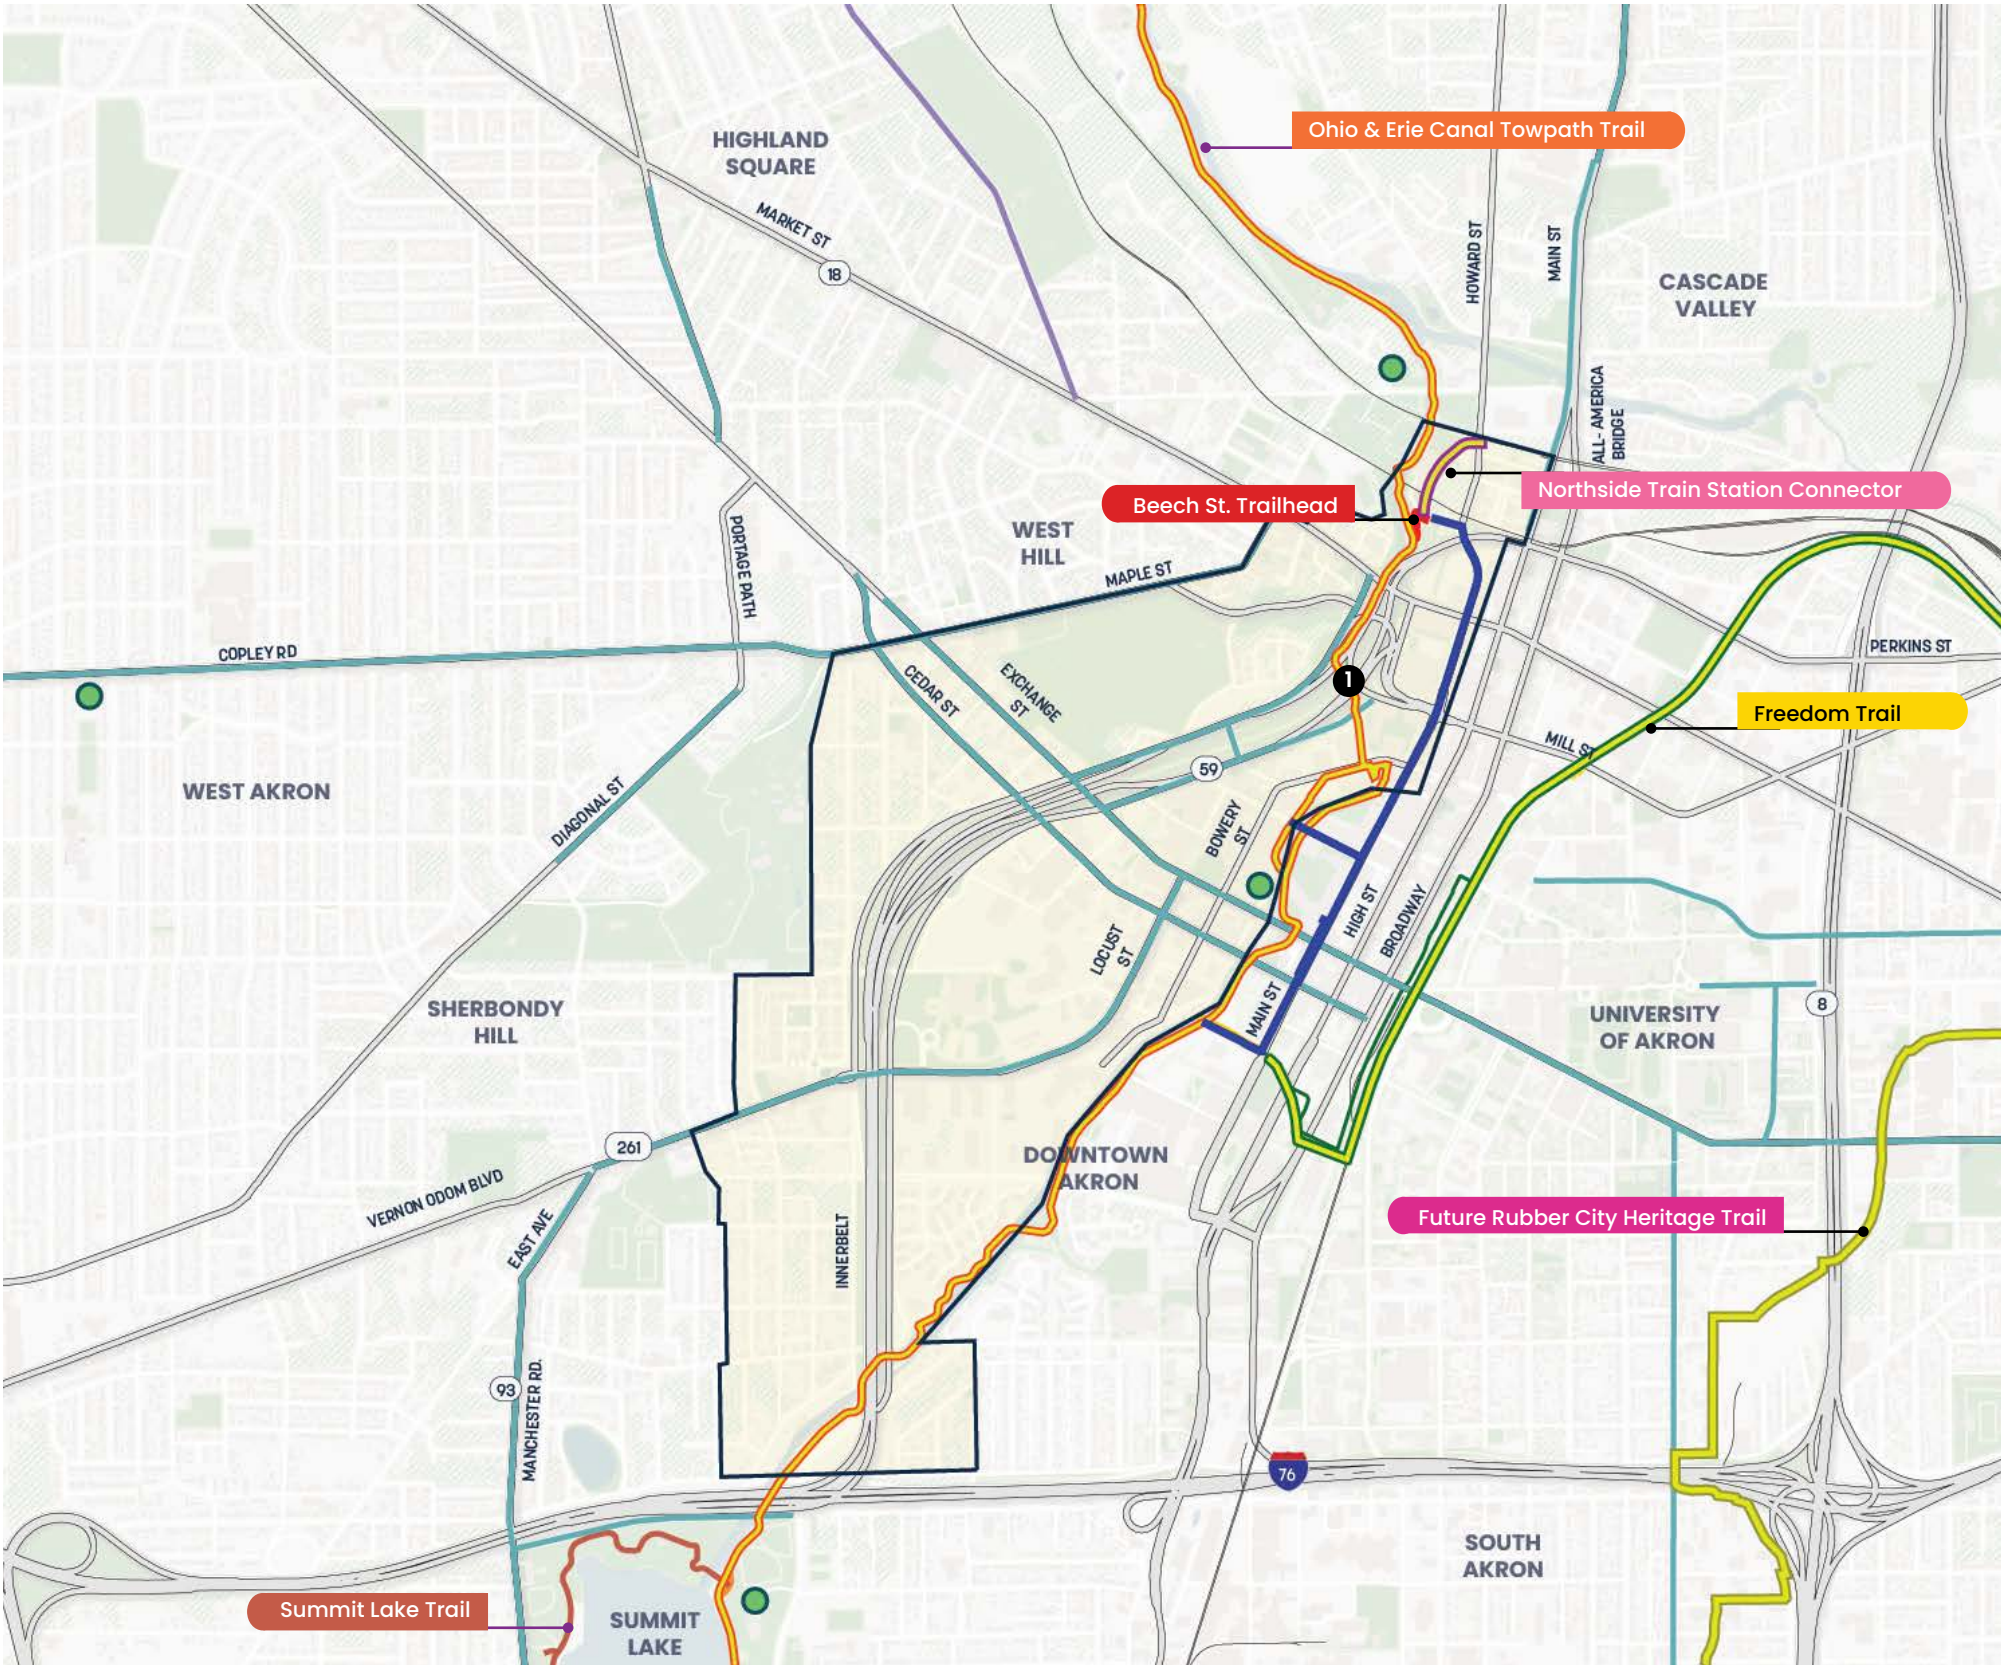 Ohio & Erie Canal Towpath Trail
HIGHLAND
SQUARE
MARKET ST
18
HOWARD ST
MAIN ST
CASCADE
VALLEY
ALL-AMERICA
BRIDGE
Northside Train Station Connector
Beech St. Trailhead
WEST
HILL
MAPLE ST
PORTAGE PATH
COPLEY RD
CEDAR ST
EXCHANGE
ST
1
PERKINS ST
Freedom Trail
MILL ST
59
WEST AKRON
DIAGONAL ST
BOWERY
ST
HIGH ST
BROADWAY
LOCUST
ST
MAIN ST
SHERBONDY
HILL
UNIVERSITY
OF AKRON
8
261
DOWNTOWN
AKRON
VERNON ODOM BLVD
EAST AVE
INNERBELT
Future Rubber City Heritage Trail
93
MANCHESTER RD.
76
SOUTH
AKRON
Summit Lake Trail
SUMMIT
LAKE